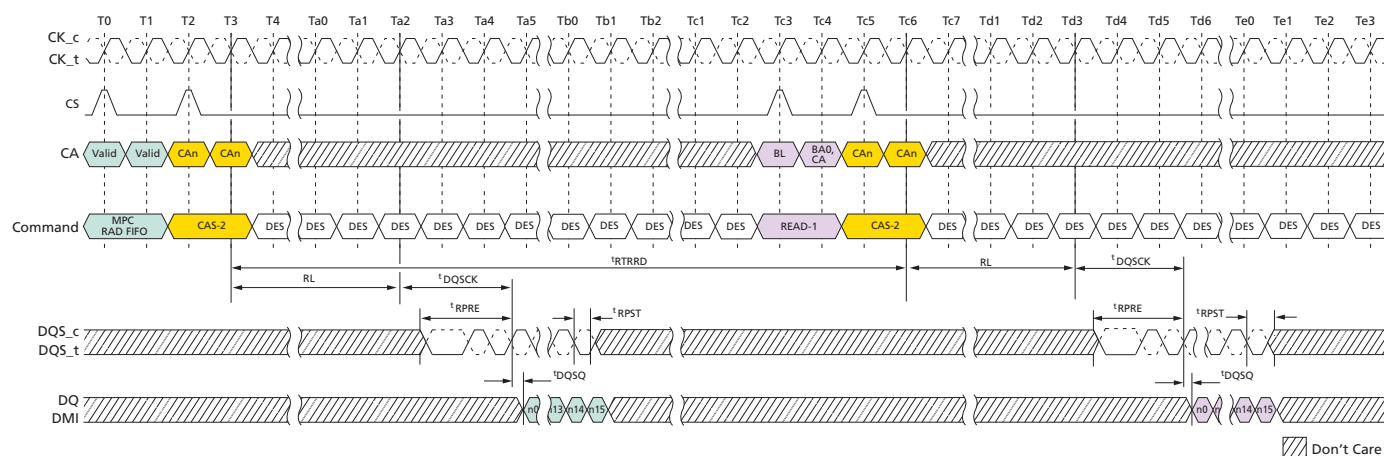 T0 T1 T2 T3 T4 Ta0 Ta1 Ta2 Ta3 Ta4 Ta5 Tb0 Tb1 Tb2 Tc1 Tc2 Tc3 Tc4 Tc5 Tc6 Tc7 Td1 Td2 Td3 Td4 Td5 Td6 Te0 Te1 Te2 Te3
CK_c
CK_t
CS
CA Valid Valid CAn CAn BL BA0, CA CAn CAn
Command MPC RAD FIFO CAS-2 DES DES DES DES DES DES DES DES DES DES DES DES READ-1 CAS-2 DES DES DES DES DES DES DES DES DES DES DES
tRTRRD
RL tDQSCK RL tDQSCK
tRPRE tRPST tRPRE tRPST
DQS_c
DQS_t
tDQSQ tDQSQ
DQ
DMI
n0 n13 n14 n15 n0 n n14 n15
Don't Care